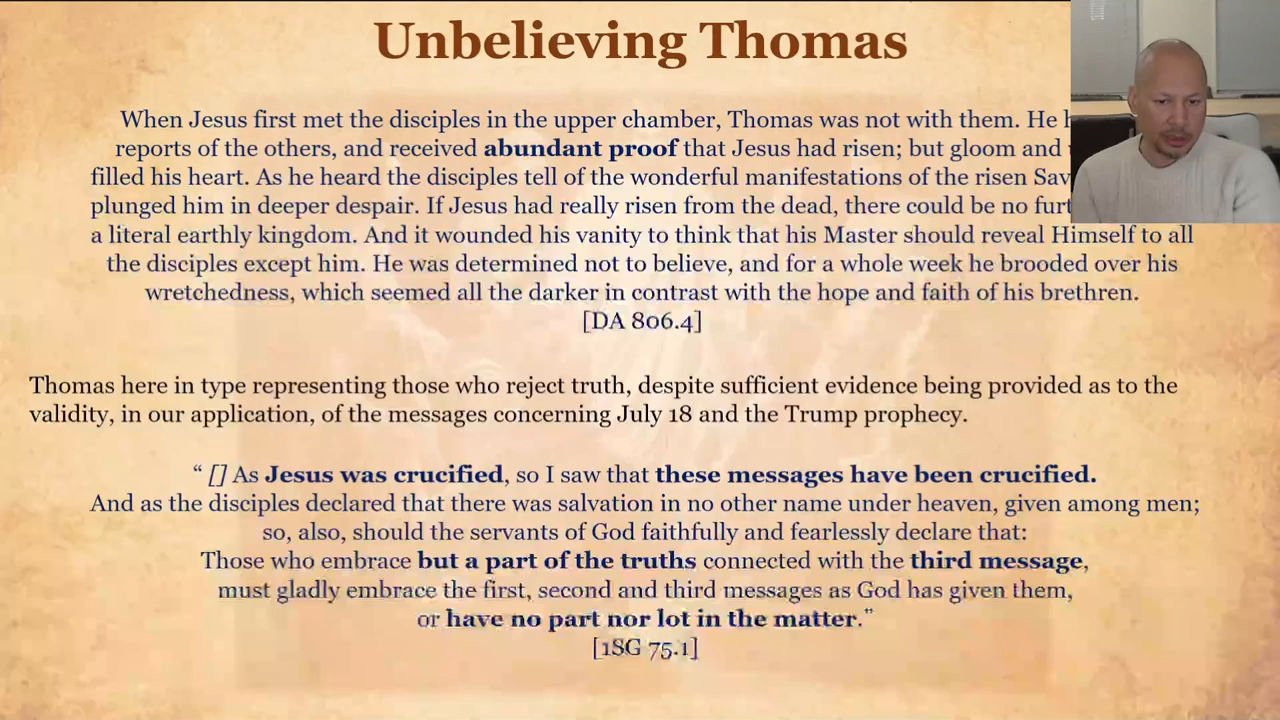 Unbelieving Thomas
When Jesus first met the disciples in the upper chamber, Thomas was not with them. He
reports of the others, and received abundant proof that Jesus had risen; but gloom and
filled his heart. As he heard the disciples tell of the wonderful manifestations of the risen
plunged him in deeper despair. If Jesus had really risen from the dead, there could be no
a literal earthly kingdom. And it wounded his vanity to think that his Master should reveal Himself to all
the disciples except him. He was determined not to believe, and for a whole week he brooded over his
wretchedness, which seemed all the darker in contrast with the hope and faith of his brethren.
[DA 806.4]
Thomas here in type representing those who reject truth, despite sufficient evidence being provided as to the
validity, in our application, of the messages concerning July 18 and the Trump prophecy.
“ [] As Jesus was crucified, so I saw that these messages have been crucified.
And as the disciples declared that there was salvation in no other name under heaven, given among men;
so, also, should the servants of God faithfully and fearlessly declare that:
Those who embrace but a part of the truths connected with the third message,
must gladly embrace the first, second and third messages as God has given them,
or have no part nor lot in the matter.”
[1SG 75.1]